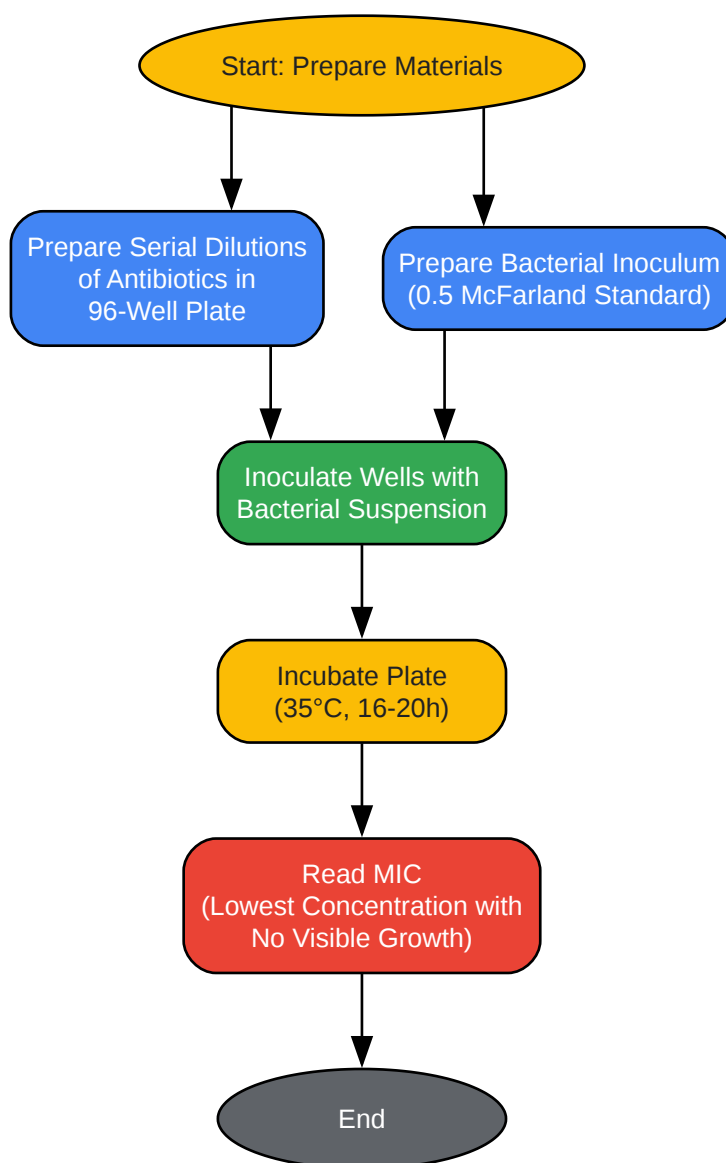 Start: Prepare Materials
Prepare Serial Dilutions
of Antibiotics in
96-Well Plate
Prepare Bacterial Inoculum
(0.5 McFarland Standard)
Inoculate Wells with
Bacterial Suspension
Incubate Plate
(35°C, 16-20h)
Read MIC
(Lowest Concentration with
No Visible Growth)
End